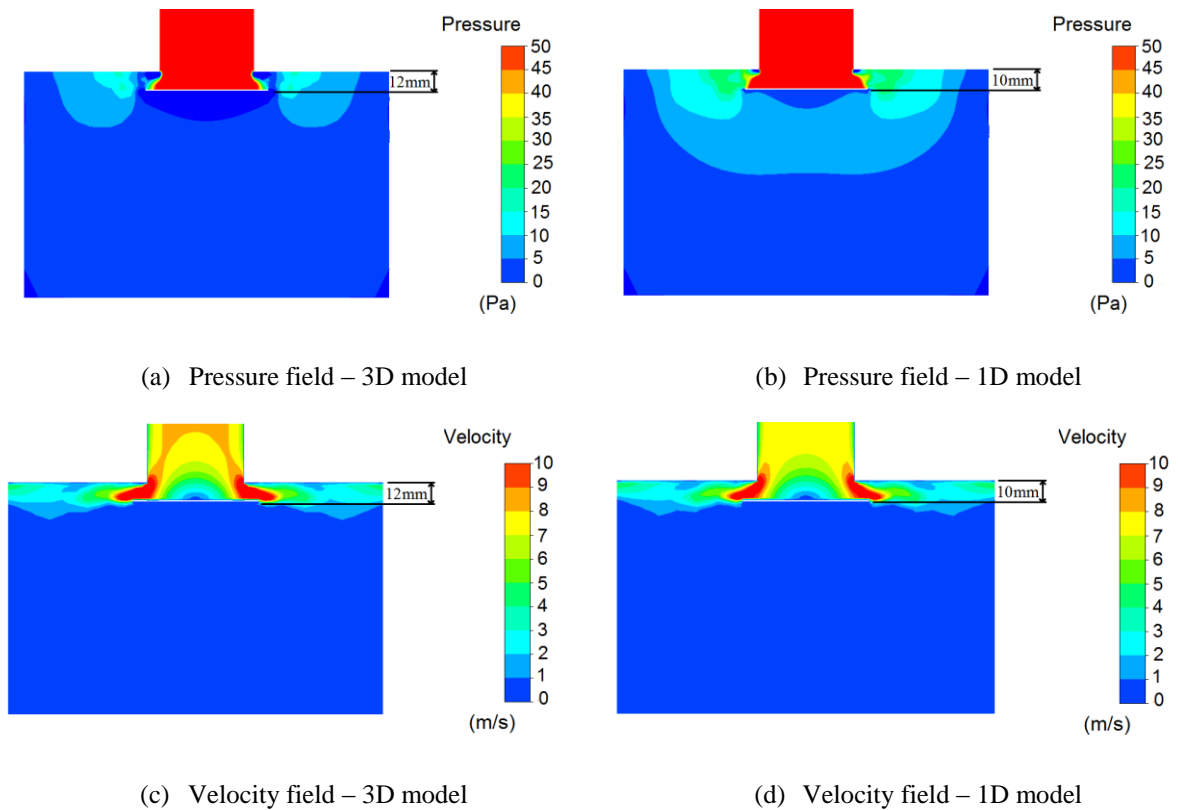 Pressure
50
45
40
35
30
25
20
15
10
5
0
(Pa)
12mm
(a) Pressure field – 3D model
Pressure
50
45
40
35
30
25
20
15
10
5
0
(Pa)
10mm
(b) Pressure field – 1D model
Velocity
10
9
8
7
6
5
4
3
2
1
0
(m/s)
12mm
(c) Velocity field – 3D model
Velocity
10
9
8
7
6
5
4
3
2
1
0
(m/s)
10mm
(d) Velocity field – 1D model